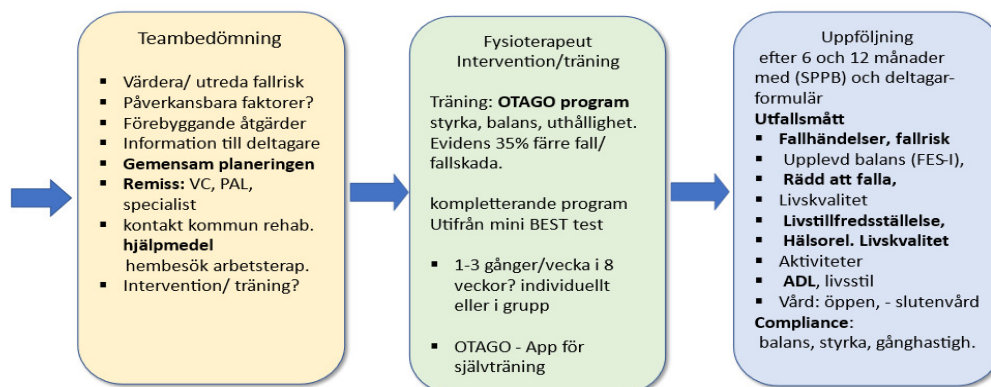 Teambedömning
▪ Värdera/ utreda fallrisk
▪ Påverkansbara faktorer?
▪ Förebyggande åtgärder
▪ Information till deltagare
▪ Gemensam planeringen
▪ Remiss: VC, PAL,
specialist
▪ kontakt kommun rehab.
hjälpmedel
hembesök arbetsterap.
▪ Intervention/ träning?
Fysioterapeut
Intervention/träning
Träning: OTAGO program
styrka, balans, uthållighet.
Evidens 35% färre fall/
fallskada.
kompletterande program
Utifrån mini BEST test
▪ 1-3 gånger/vecka i 8
veckor? individuellt
eller i grupp
▪ OTAGO - App för
självträning
Uppföljning
efter 6 och 12 månader
med (SPPB) och deltagar-
formulär
Utfallsmått
▪ Fallhändelser, fallrisk
▪ Upplevd balans (FES-I),
▪ Rädd att falla,
▪ Livskvalitet
▪ Livstillfredsställelse,
▪ Hälsorel. Livskvalitet
▪ Aktiviteter
▪ ADL, livsstil
▪ Vård: öppen, - slutenvård
Compliance:
balans, styrka, gånghastigh.